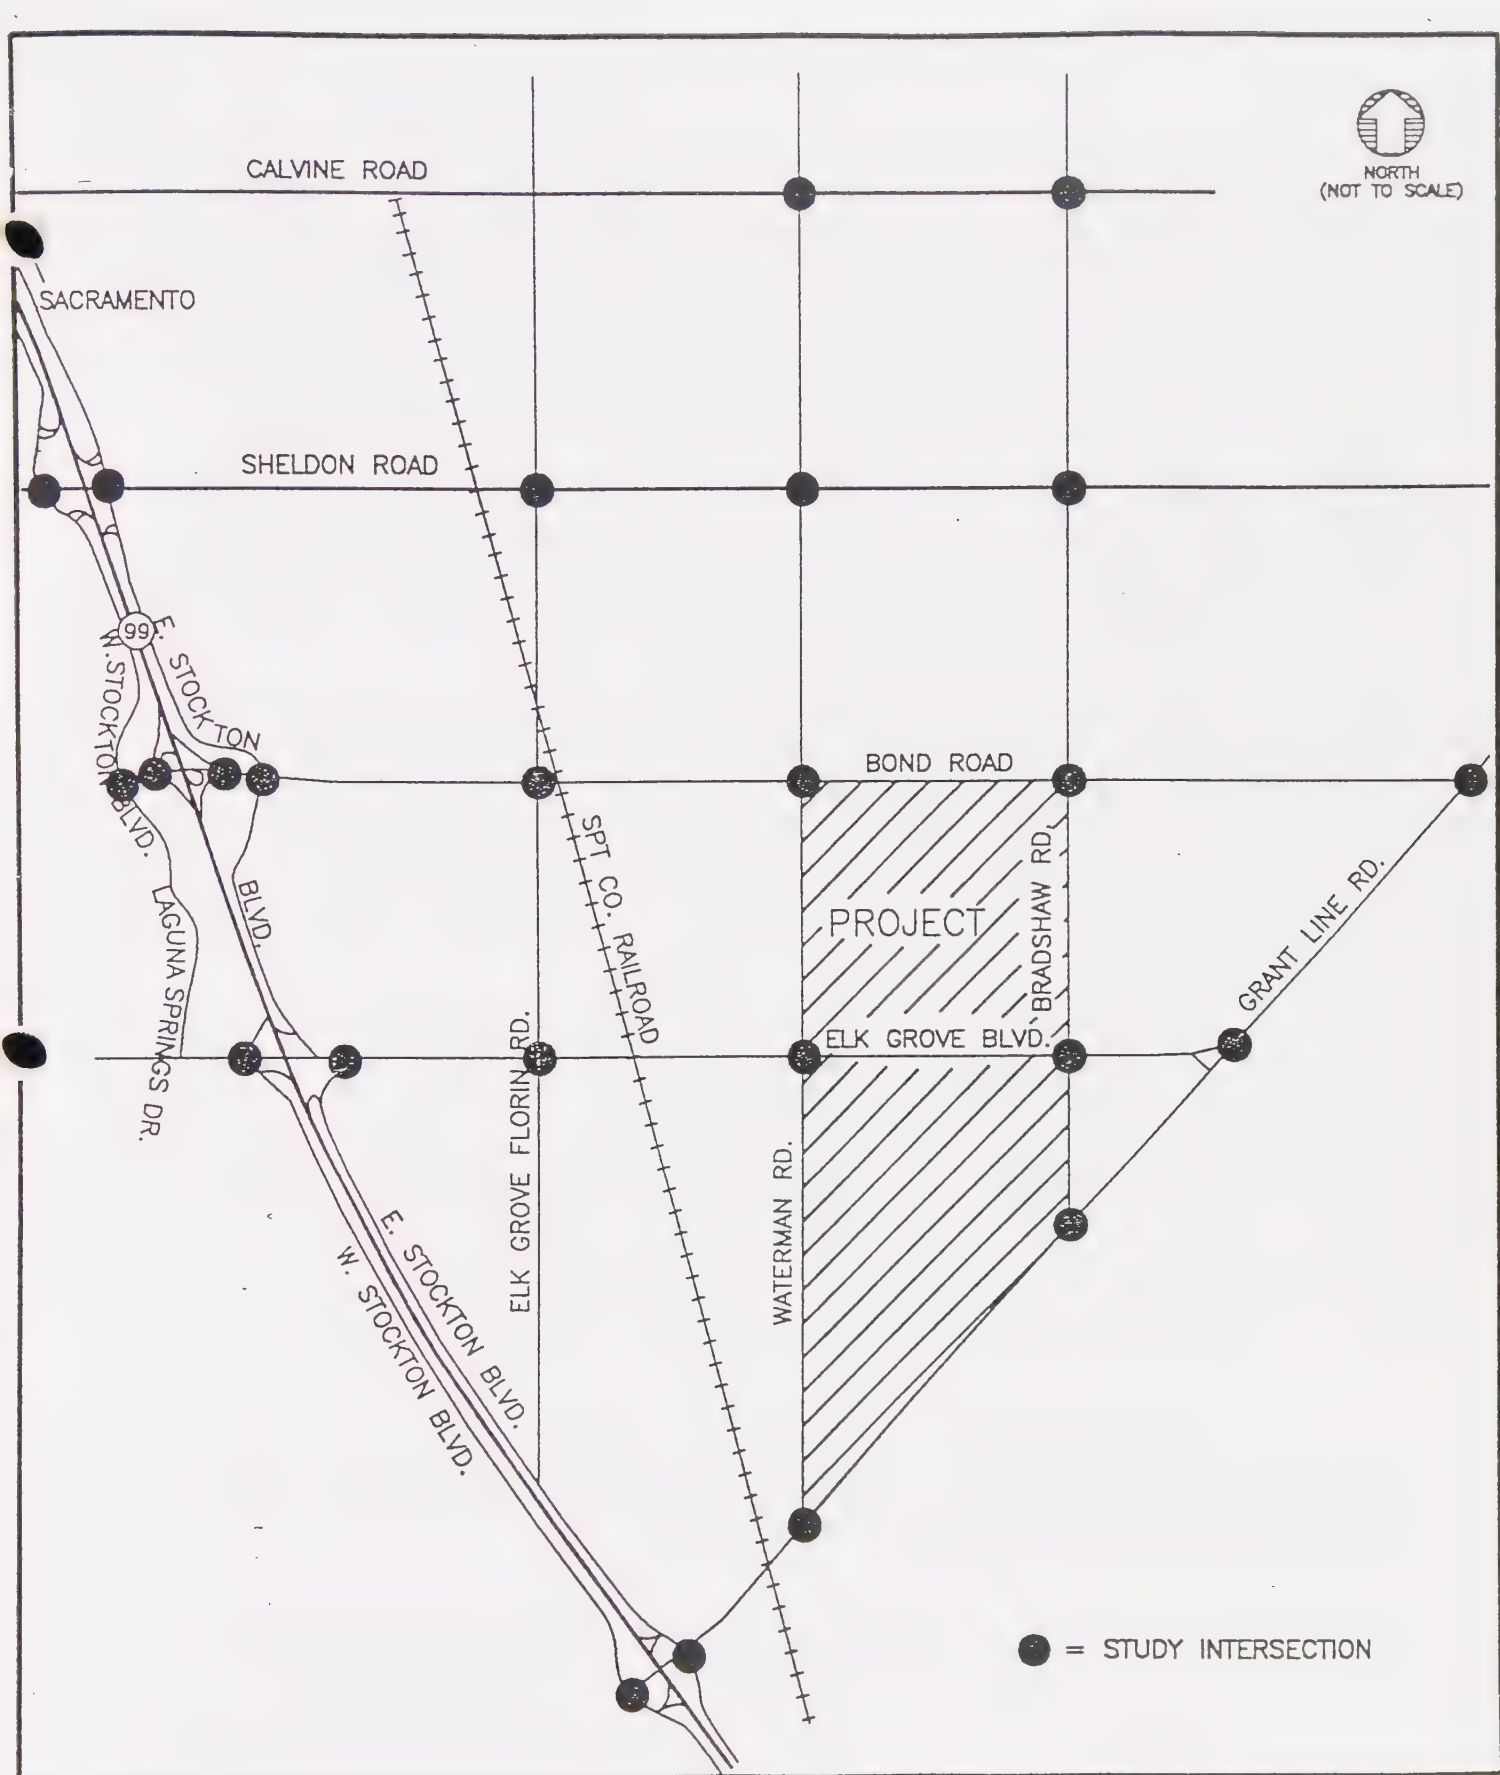 CALVINE ROAD
NORTH
(NOT TO SCALE)
SACRAMENTO
SHELDON ROAD
99
E. STOCKTON
BLVD.
W. STOCKTON
BLVD.
BOND ROAD
SPT CO. RAILROAD
PROJECT
BRADSHAW RD.
GRANT LINE RD.
LAGUNA SPRINGS DR.
ELK GROVE BLVD.
ELK GROVE FLORIN RD.
WATERMAN RD.
E. STOCKTON BLVD.
W. STOCKTON BLVD.
= STUDY INTERSECTION